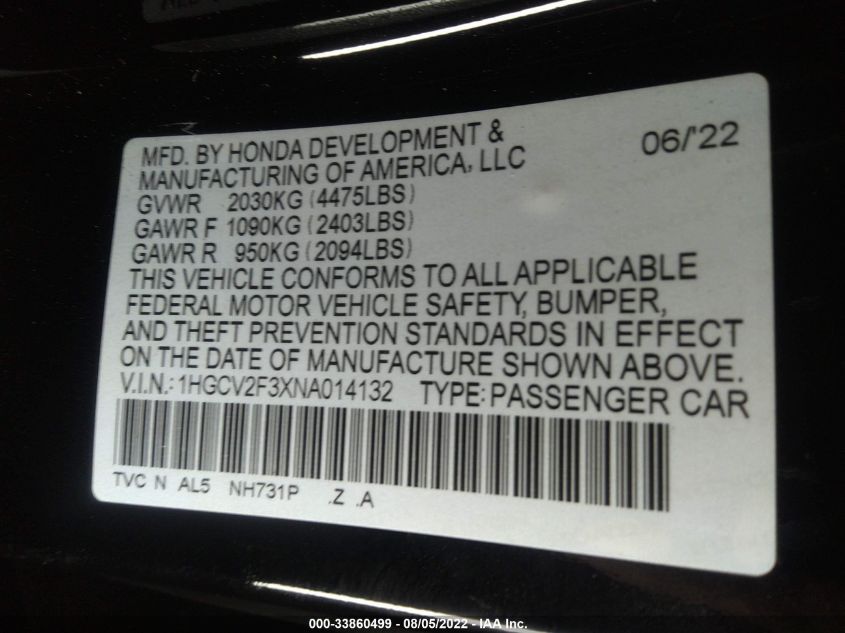 MFD. BY HONDA DEVELOPMENT & 06/'22
MANUFACTURING OF AMERICA, LLC
GVWR 2030KG (4475LBS)
GAWR F 1090KG (2403LBS)
GAWR R 950KG (2094LBS)
THIS VEHICLE CONFORMS TO ALL APPLICABLE
FEDERAL MOTOR VEHICLE SAFETY, BUMPER,
AND THEFT PREVENTION STANDARDS IN EFFECT
ON THE DATE OF MANUFACTURE SHOWN ABOVE.
V.I.N.: 1HGCV2F3XNA014132 TYPE: PASSENGER CAR
TVC N AL5 NH731P .Z .A
000-33860499 - 08/05/2022 - IAA Inc.